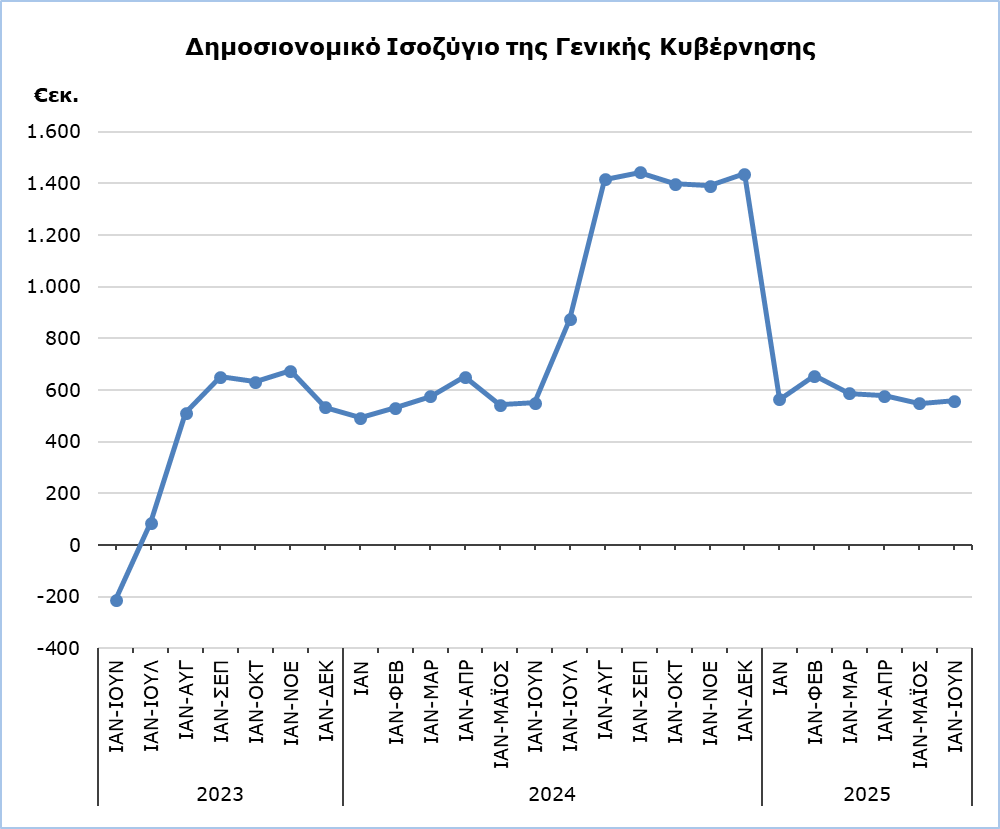 Δημοσιονομικό Ισοζύγιο της Γενικής Κυβέρνησης
€εκ.
1.600
1.400
1.200
1.000
800
600
400
200
0
-200
-400
ΙΑΝ-ΙΟΥΝ
ΙΑΝ-ΙΟΥΛ
ΙΑΝ-ΑΥΓ
ΙΑΝ-ΣΕΠ
ΙΑΝ-ΟΚΤ
ΙΑΝ-ΝΟΕ
ΙΑΝ-ΔΕΚ
ΙΑΝ
ΙΑΝ-ΦΕΒ
ΙΑΝ-ΜΑΡ
ΙΑΝ-ΑΠΡ
ΙΑΝ-ΜΑΪΟΣ
ΙΑΝ-ΙΟΥΝ
ΙΑΝ-ΙΟΥΛ
ΙΑΝ-ΑΥΓ
ΙΑΝ-ΣΕΠ
ΙΑΝ-ΟΚΤ
ΙΑΝ-ΝΟΕ
ΙΑΝ-ΔΕΚ
ΙΑΝ
ΙΑΝ-ΦΕΒ
ΙΑΝ-ΜΑΡ
ΙΑΝ-ΑΠΡ
ΙΑΝ-ΜΑΪΟΣ
ΙΑΝ-ΙΟΥΝ
2023
2024
2025